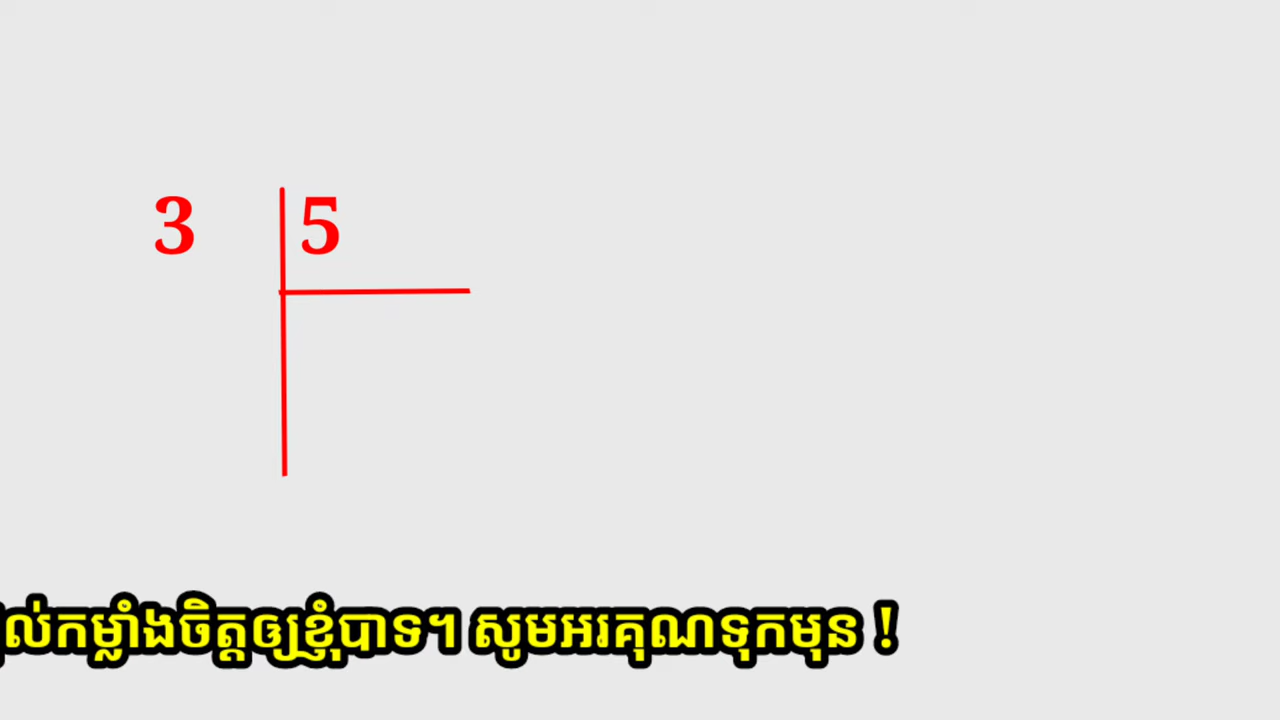 3 5
កម្លាំងចិត្តឲ្យខ្ញុំបាទ។ សូមអរគុណទុកមុន !